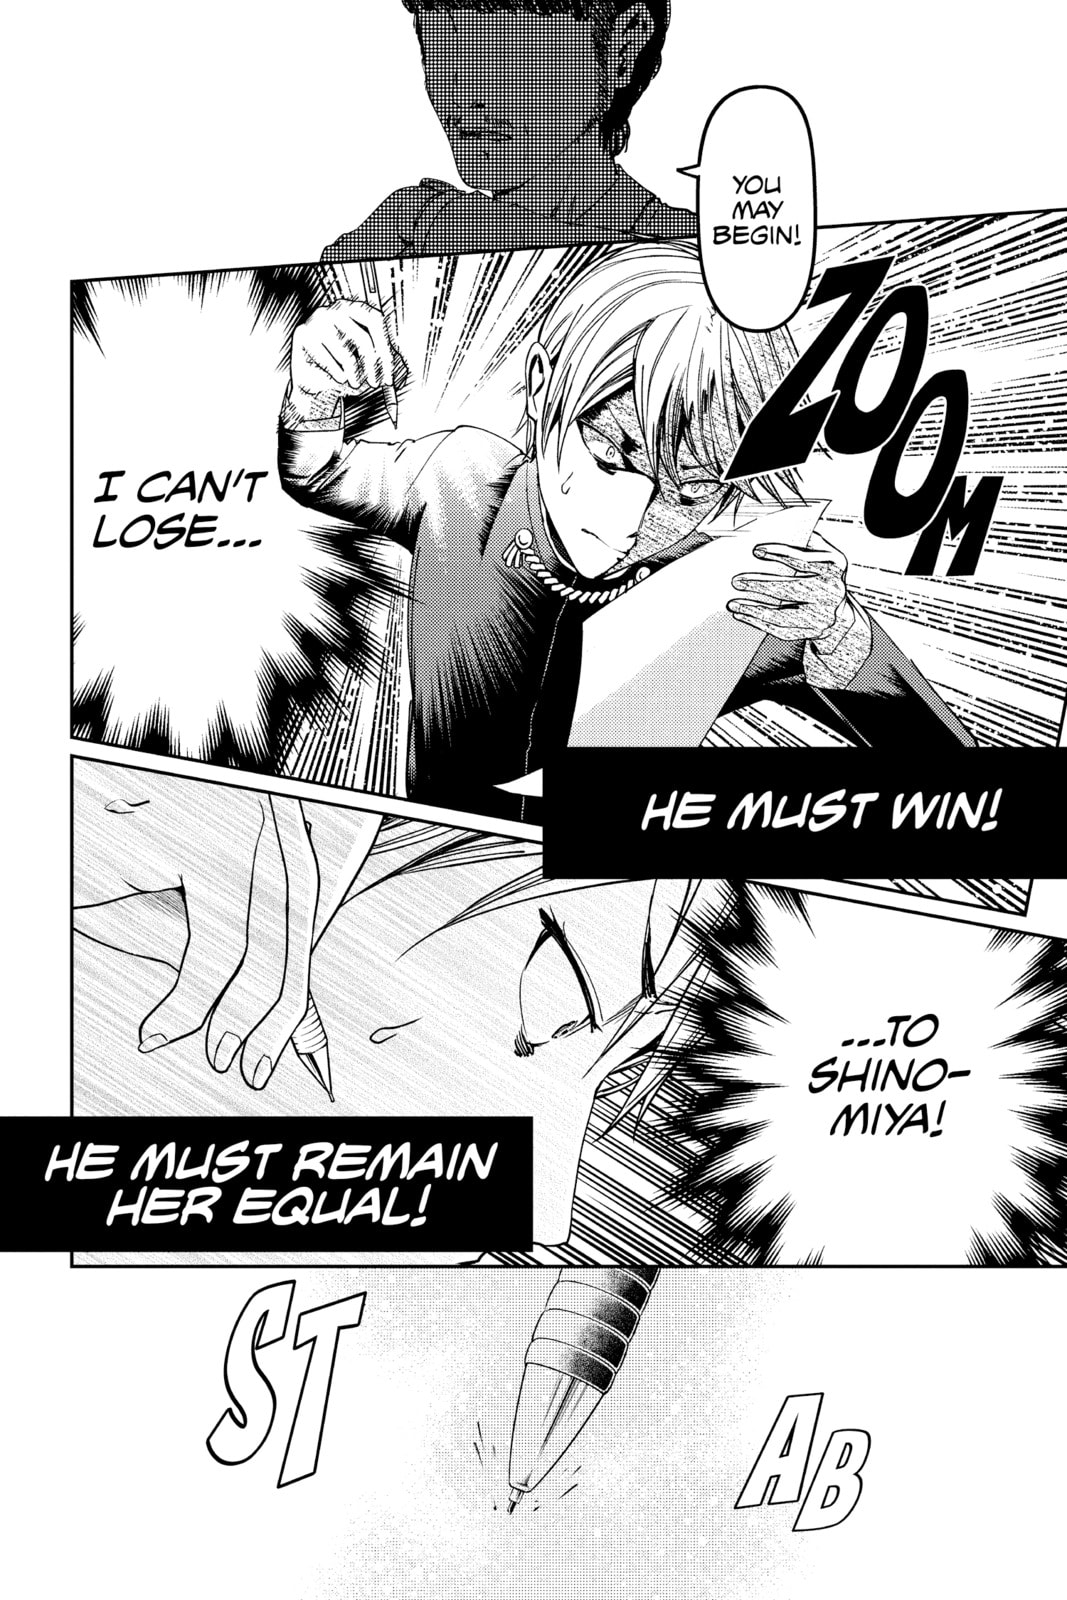 YOU
MAY
BEGIN!
ZOOM
I CAN'T
LOSE...
HE MUST WIN!
...TO
SHINO-
MIYA!
HE MUST REMAIN
HER EQUAL!
ST
AB